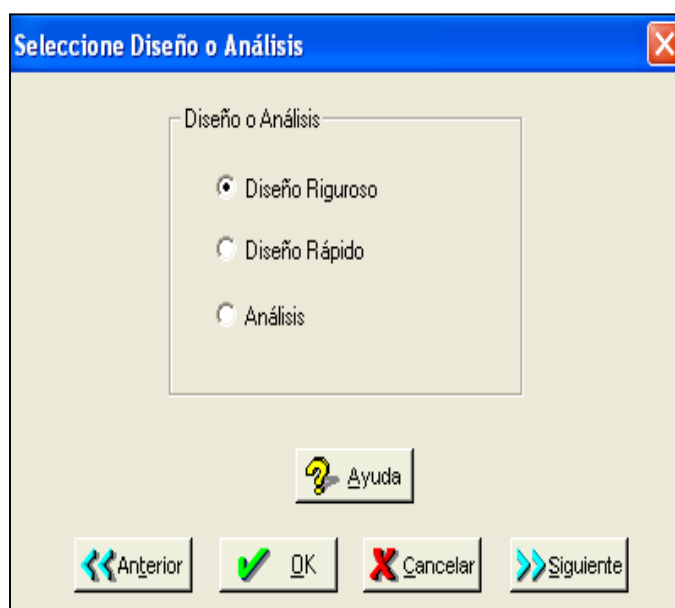 Seleccione Diseño o Análisis
Diseño o Análisis
Diseño Riguroso
Diseño Rápido
Análisis
Ayuda
Anterior OK Cancelar Siguiente